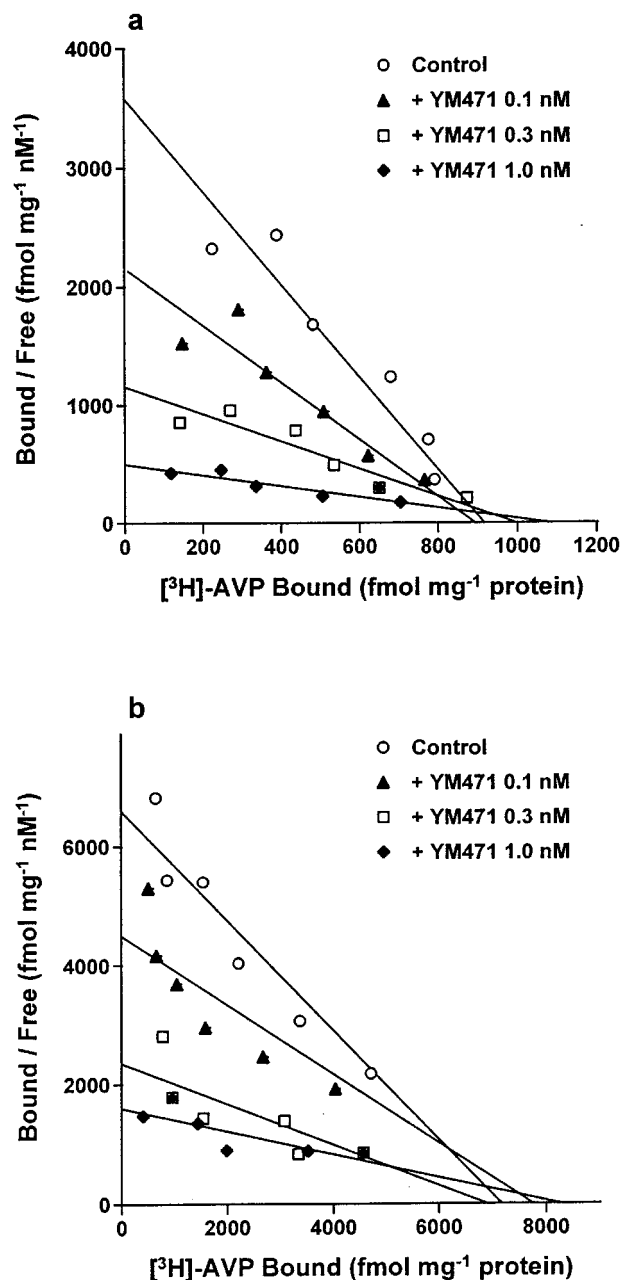 a
4000
3000
2000
1000
0
0 200 400 600 800 1000 1200
Bound / Free (fmol mg⁻¹ nM⁻¹)
[³H]-AVP Bound (fmol mg⁻¹ protein)
Control
+ YM471 0.1 nM
+ YM471 0.3 nM
+ YM471 1.0 nM
b
6000
4000
2000
0
0 2000 4000 6000 8000
Bound / Free (fmol mg⁻¹ nM⁻¹)
[³H]-AVP Bound (fmol mg⁻¹ protein)
Control
+ YM471 0.1 nM
+ YM471 0.3 nM
+ YM471 1.0 nM